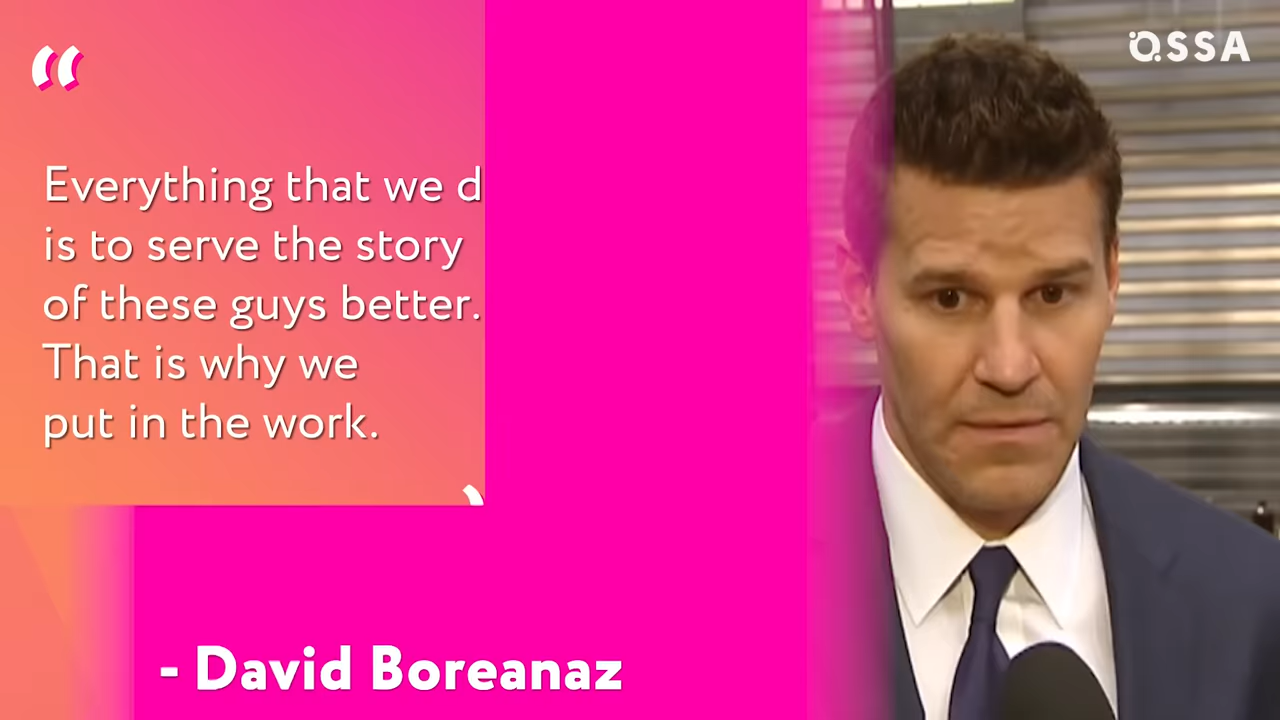 OSSA
“
Everything that we d
is to serve the story
of these guys better.
That is why we
put in the work.
- David Boreanaz